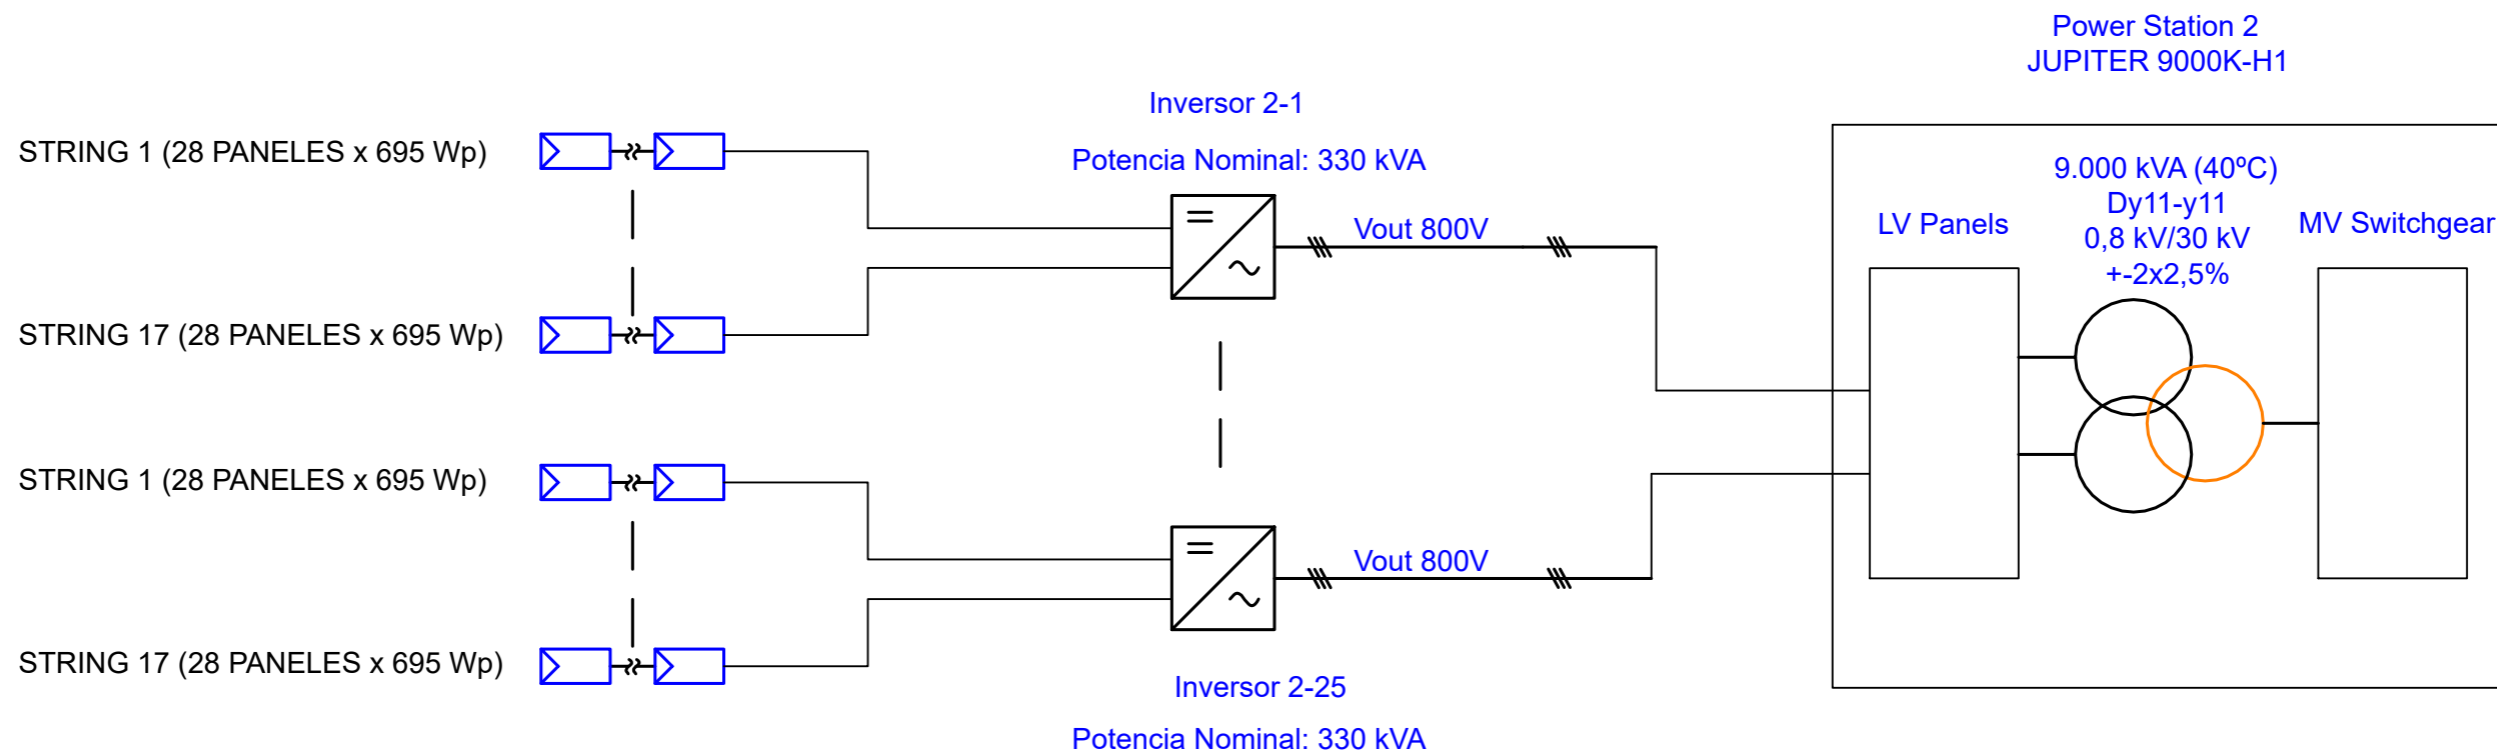 Power Station 2
JUPITER 9000K-H1
Inversor 2-1
Potencia Nominal: 330 kVA
STRING 1 (28 PANELES x 695 Wp)
Vout 800V
LV Panels
9.000 kVA (40ºC)
Dy11-y11
0,8 kV/30 kV
+-2x2,5%
MV Switchgear
STRING 17 (28 PANELES x 695 Wp)
STRING 1 (28 PANELES x 695 Wp)
Vout 800V
STRING 17 (28 PANELES x 695 Wp)
Inversor 2-25
Potencia Nominal: 330 kVA